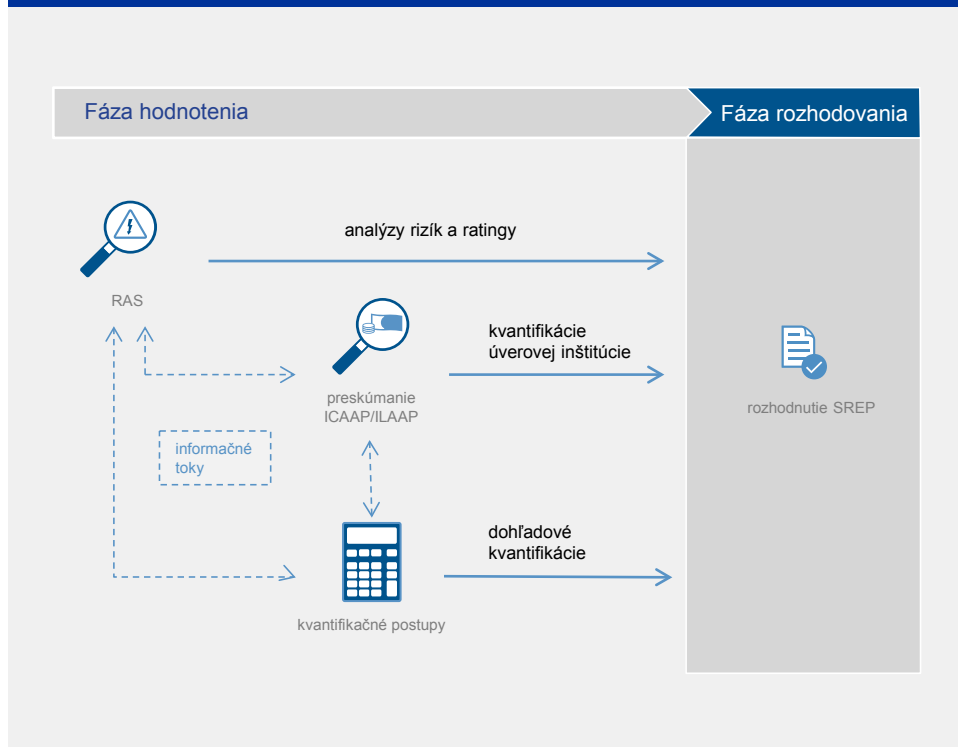 Fáza hodnotenia
Fáza rozhodovania
analýzy rizík a ratingy
RAS
kvantifikácie
úverovej inštitúcie
preskúmanie
ICAAP/ILAAP
rozhodnutie SREP
informačné
toky
dohľadové
kvantifikácie
kvantifikačné postupy